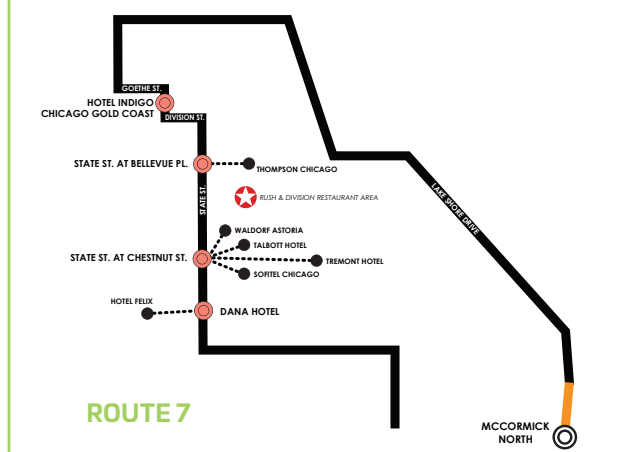 GOETHE ST.
HOTEL INDIGO
CHICAGO GOLD COAST
DIVISION ST.
STATE ST. AT BELLEVUE PL.
THOMPSON CHICAGO
STATE ST.
RUSH & DIVISION RESTAURANT AREA
LAKE SHORE DRIVE
WALDORF ASTORIA
TALBOTT HOTEL
STATE ST. AT CHESTNUT ST.
TREMONT HOTEL
SOFITEL CHICAGO
HOTEL FELIX
DANA HOTEL
ROUTE 7
MCCORMICK
NORTH